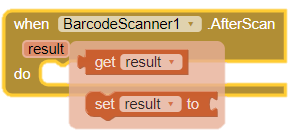 when BarcodeScanner1 .AfterScan
result
get result
do
set result to